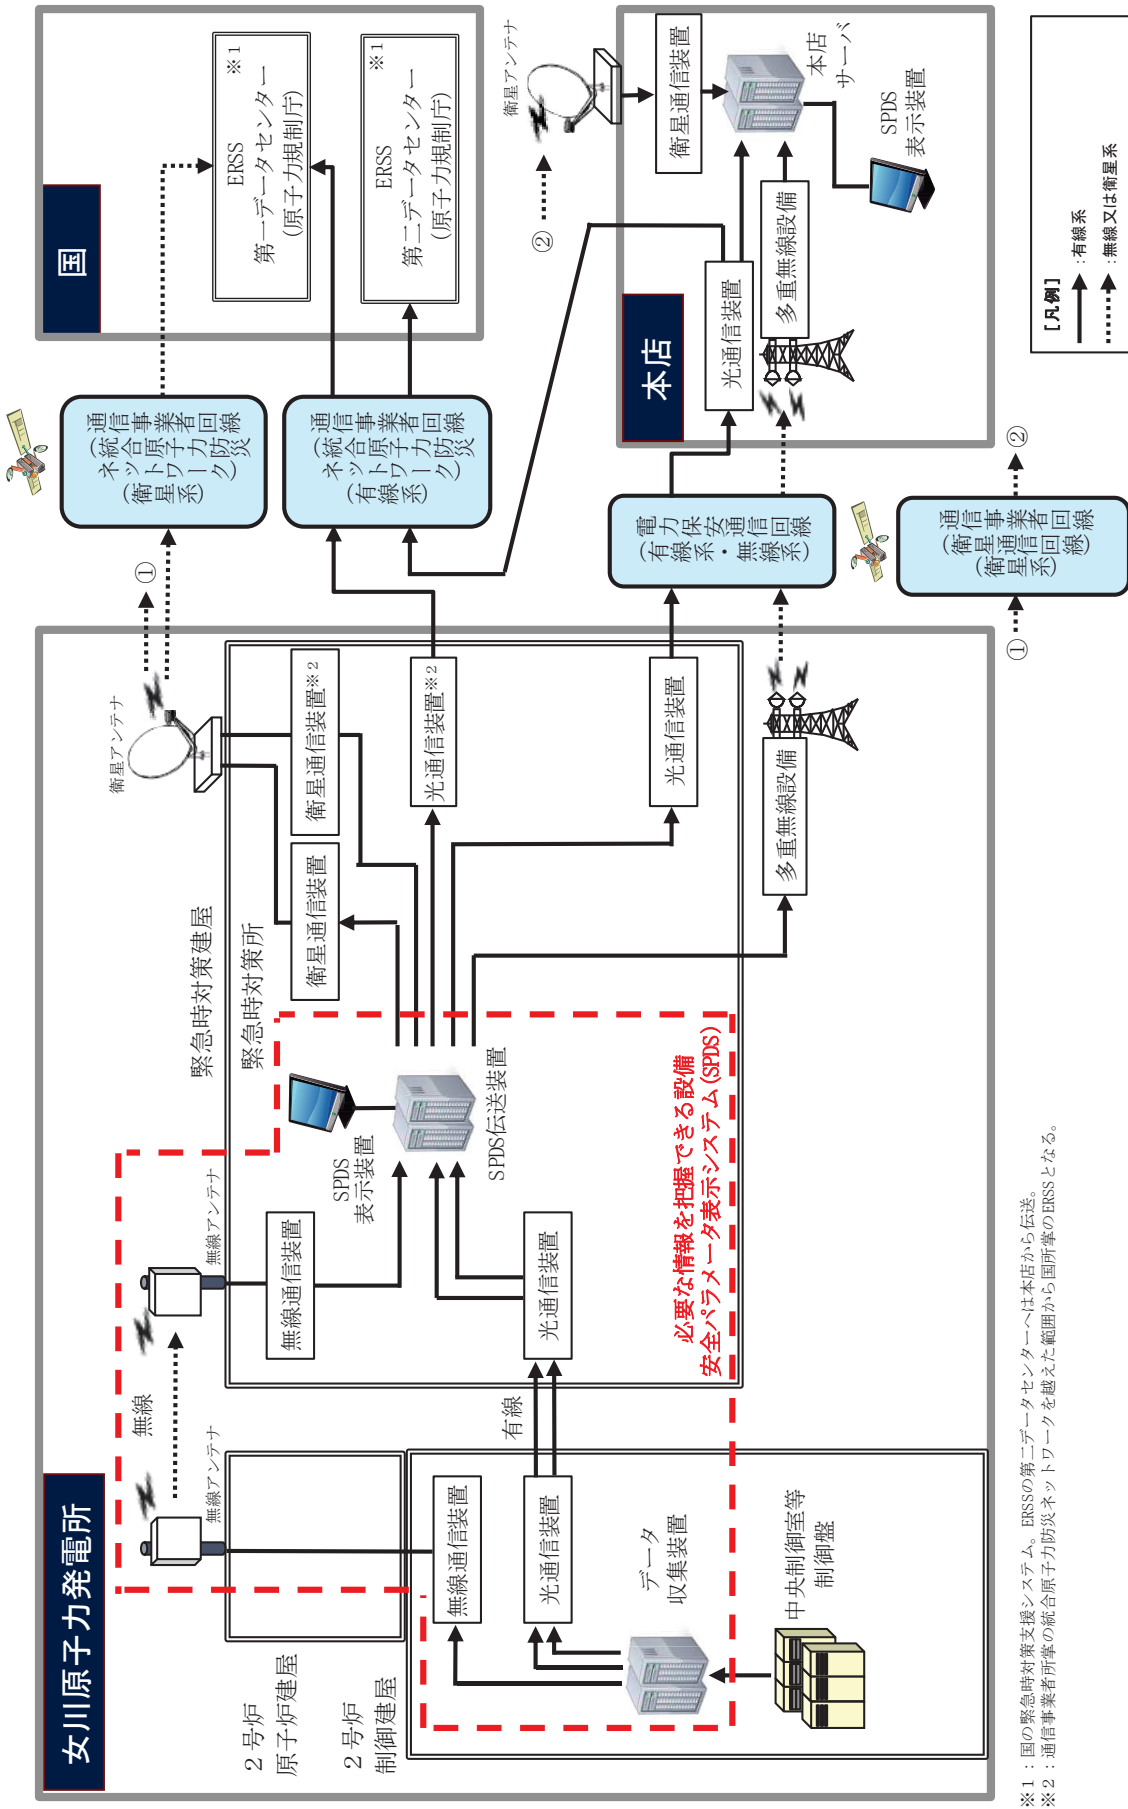 女川原子力発電所
２号炉
原子炉建屋
２号炉
制御建屋
無線アンテナ
無線
無線アンテナ
無線通信装置
光通信装置
データ
収集装置
中央制御室等
制御盤
有線
緊急時対策建屋
緊急時対策所
無線通信装置
光通信装置
SPDS
表示装置
SPDS伝送装置
必要な情報を把握できる設備
安全パラメータ表示システム(SPDS)
衛星アンテナ
衛星通信装置
衛星通信装置※2
光通信装置※2
光通信装置
多重無線設備
①
通信事業者回線
(統合原子力防災
ネットワーク)
(衛星系)
通信事業者回線
(統合原子力防災
ネットワーク)
(有線系)
電力保安通信回線
(有線系・無線系)
①
通信事業者回線
(衛星通信回線)
(衛星系)
②
国
ERSS
第一データセンター
(原子力規制庁)
※1
ERSS
第二データセンター
(原子力規制庁)
※1
本店
②
衛星アンテナ
衛星通信装置
光通信装置
多重無線設備
本店
サーバ
SPDS
表示装置
[凡例]
:有線系
:無線又は衛星系
※1：国の緊急時対策支援システム。ERSSの第二データセンターへは本店から伝送。
※2：通信事業者所掌の統合原子力防災ネットワークを越えた範囲から国所掌のERSSとなる。